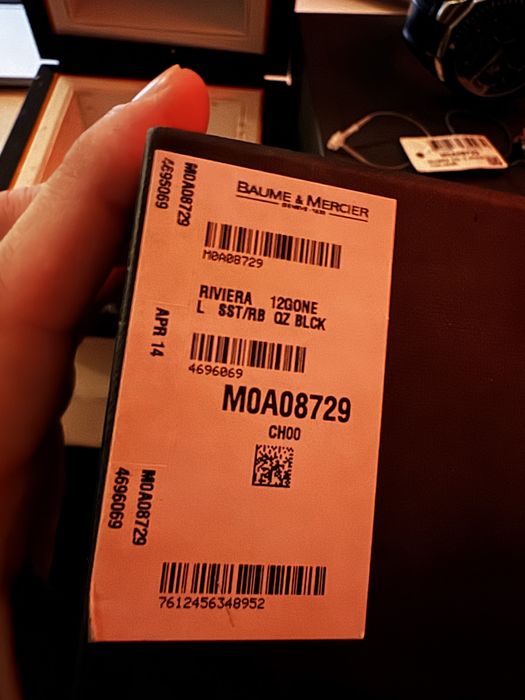 BAUME & MERCIER
GENEVE · 1830
M0A08729
RIVIERA 12GONE
L SST/RB QZ BLCK
4696069
M0A08729
CH00
7612456348952
M0A08729
4695069
APR 14
M0A08729
4696069